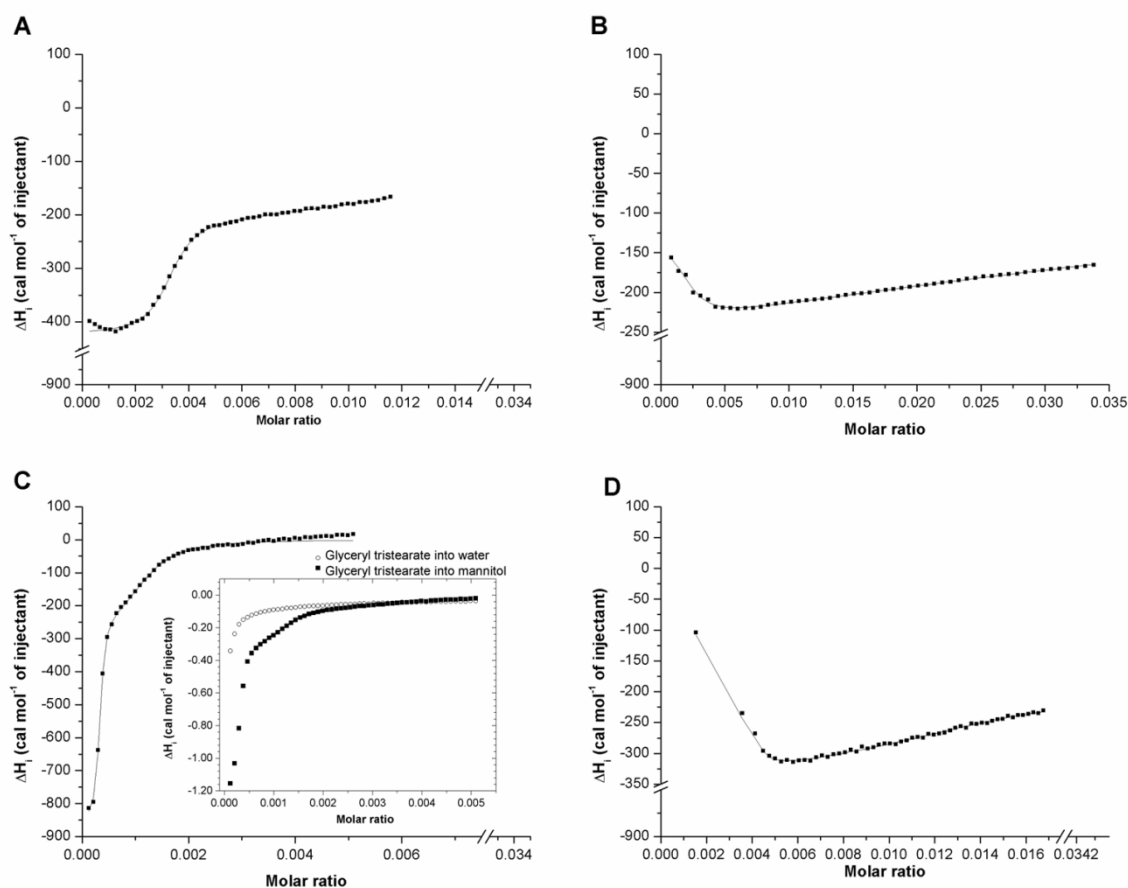 A
100
0
-100
-200
-300
-400
-900
ΔHᵢ (cal mol⁻¹ of injectant)
0.000 0.002 0.004 0.006 0.008 0.010 0.012 0.014 0.034
Molar ratio
B
100
50
0
-50
-100
-150
-200
-250
-900
ΔHᵢ (cal mol⁻¹ of injectant)
0.000 0.005 0.010 0.015 0.020 0.025 0.030 0.035
Molar ratio
C
100
0
-100
-200
-300
-400
-500
-600
-700
-800
-900
ΔHᵢ (cal mol⁻¹ of injectant)
0.000 0.002 0.004 0.006 0.034
Molar ratio
Glyceryl tristearate into water
Glyceryl tristearate into mannitol
0.00
-0.20
-0.40
-0.60
-0.80
-1.00
-1.20
ΔHᵢ (cal mol⁻¹ of injectant)
0.000 0.001 0.002 0.003 0.004 0.005
Molar ratio
D
100
50
0
-50
-100
-150
-200
-250
-300
-350
-900
ΔHᵢ (cal mol⁻¹ of injectant)
0.000 0.002 0.004 0.006 0.008 0.010 0.012 0.014 0.016 0.0342
Molar ratio